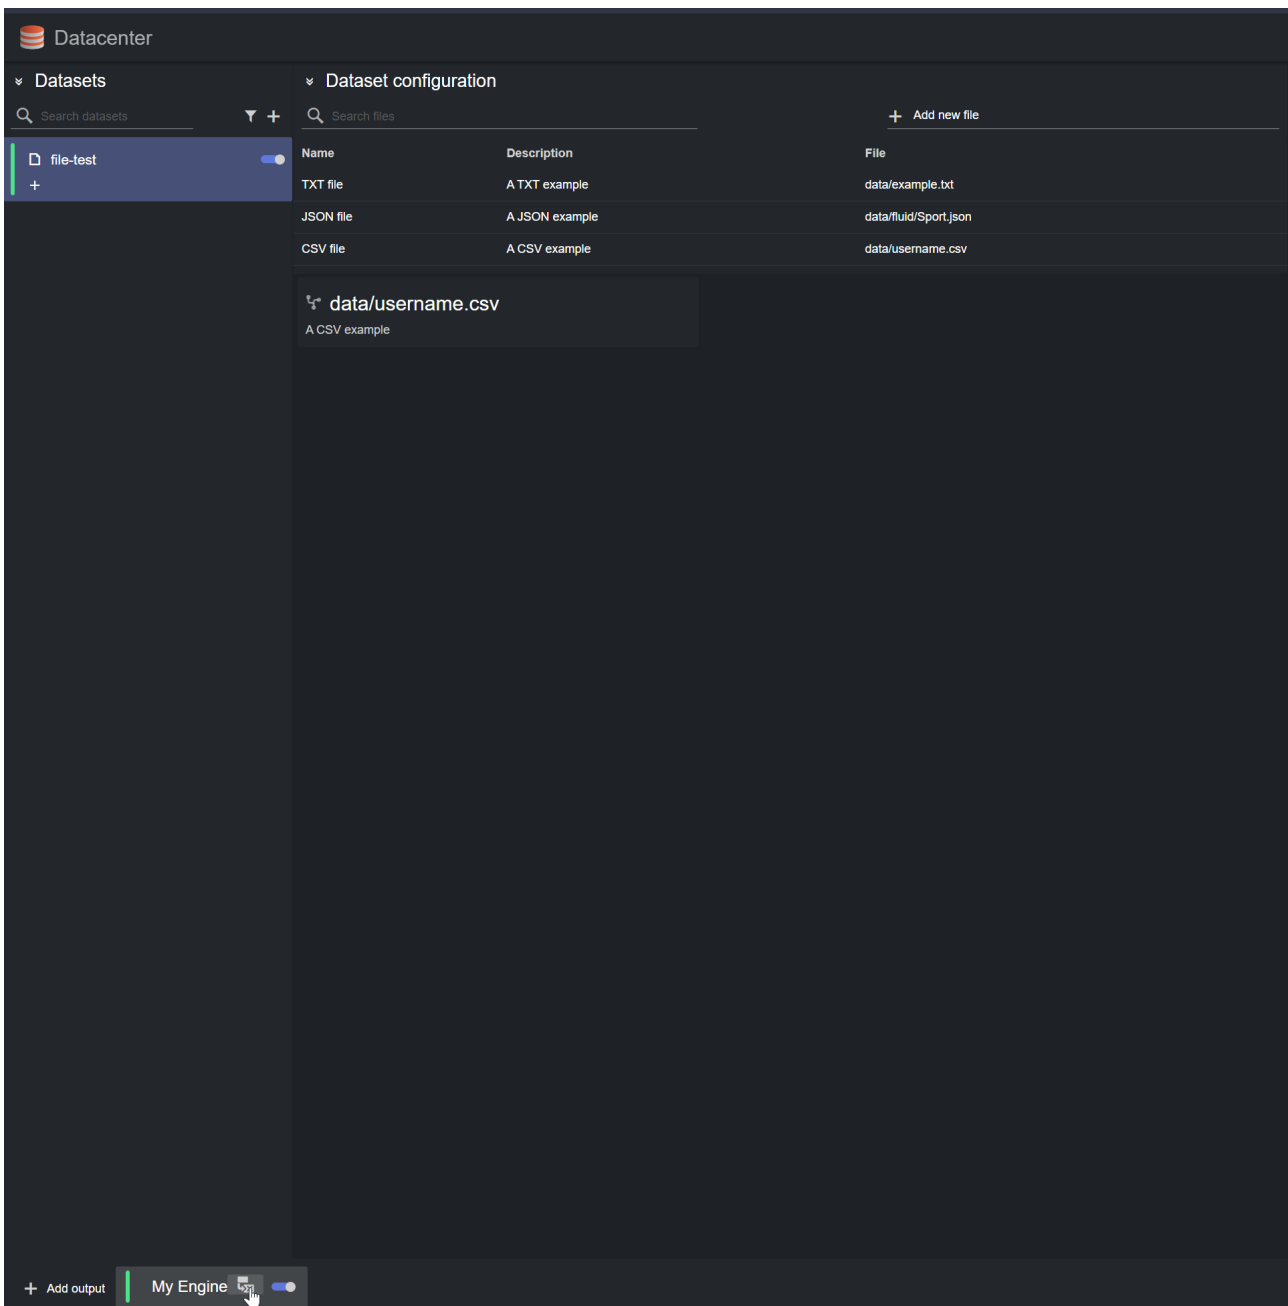 Datacenter
Datasets
Dataset configuration
Search datasets
Search files
Add new file
file-test
Name Description File
TXT file A TXT example data/example.txt
JSON file A JSON example data/fluid/Sport.json
CSV file A CSV example data/username.csv
data/username.csv
A CSV example
Add output
My Engine